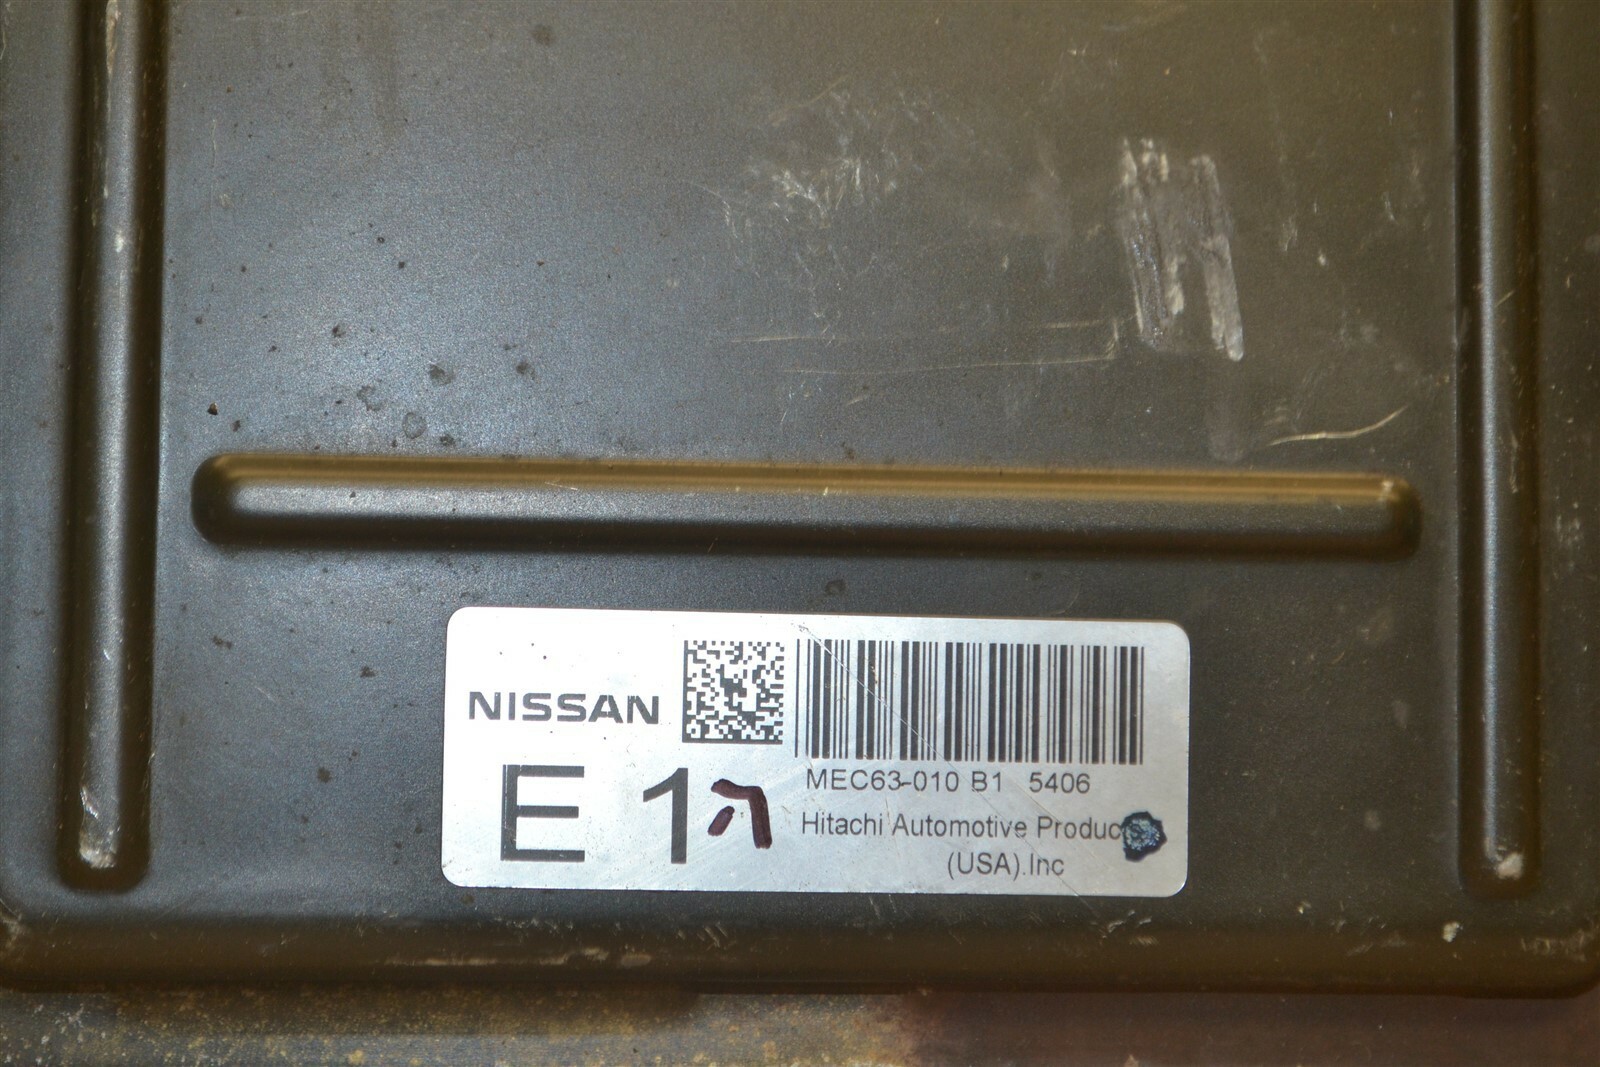 NISSAN
E 1
MEC63-010 B1 5406
Hitachi Automotive Produc
(USA).Inc